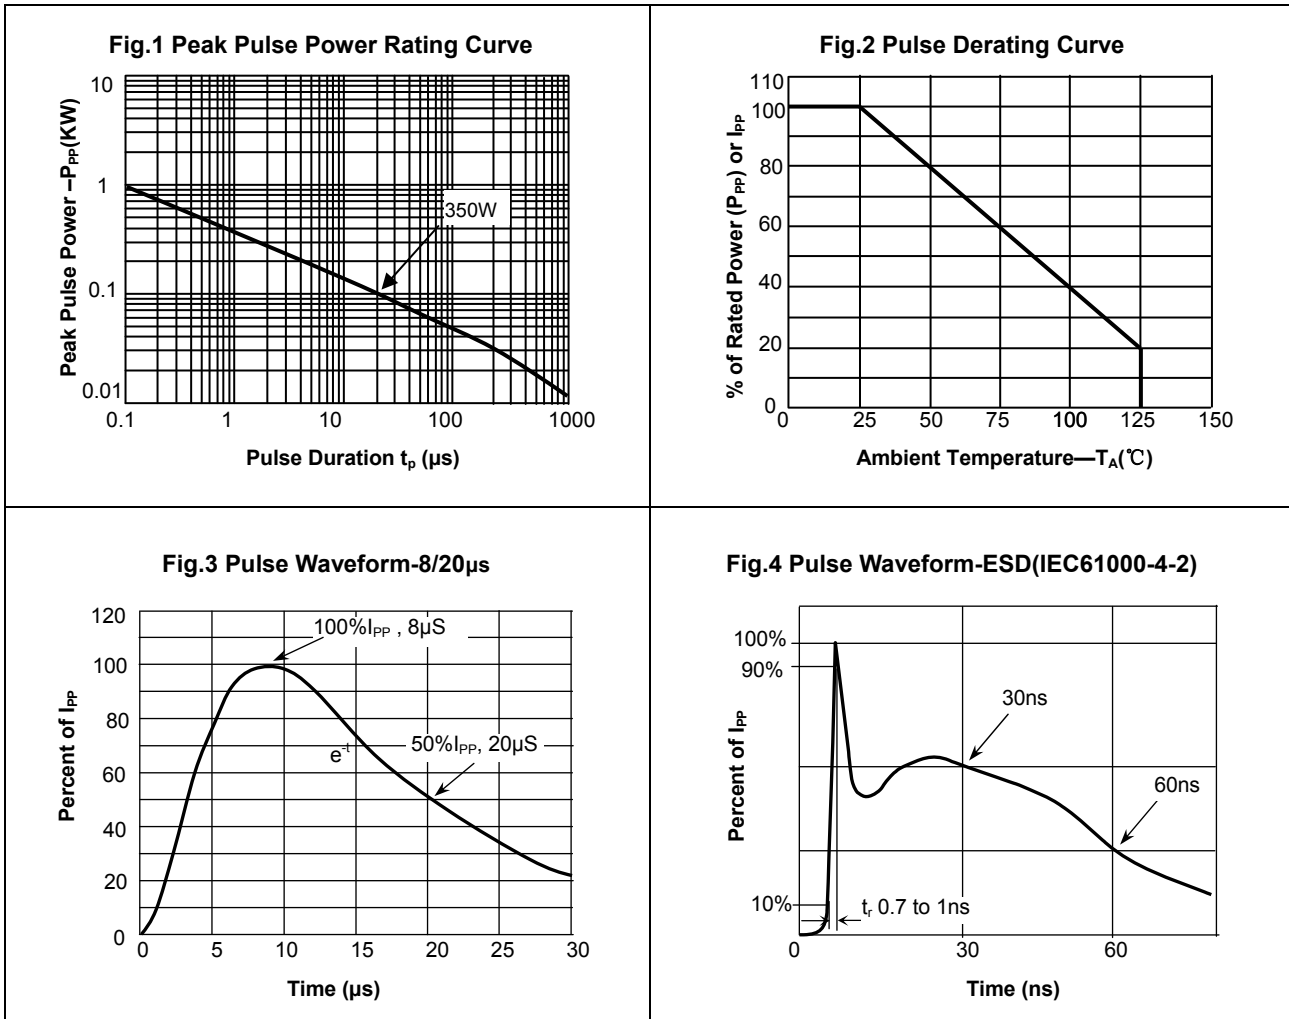 Fig.1 Peak Pulse Power Rating Curve
Peak Pulse Power –PPP(KW)
10
1
0.1
0.01
350W
0.1 1 10 100 1000
Pulse Duration tp (µs)
Fig.2 Pulse Derating Curve
% of Rated Power (PPP) or IPP
110
100
80
60
40
20
0
0 25 50 75 100 125 150
Ambient Temperature—TA(℃)
Fig.3 Pulse Waveform-8/20µs
Percent of IPP
120
100
80
60
40
20
0
100%IPP , 8µS
50%IPP, 20µS
e-t
0 5 10 15 20 25 30
Time (µs)
Fig.4 Pulse Waveform-ESD(IEC61000-4-2)
Percent of IPP
100%
90%
10%
30ns
60ns
tr 0.7 to 1ns
0 30 60
Time (ns)